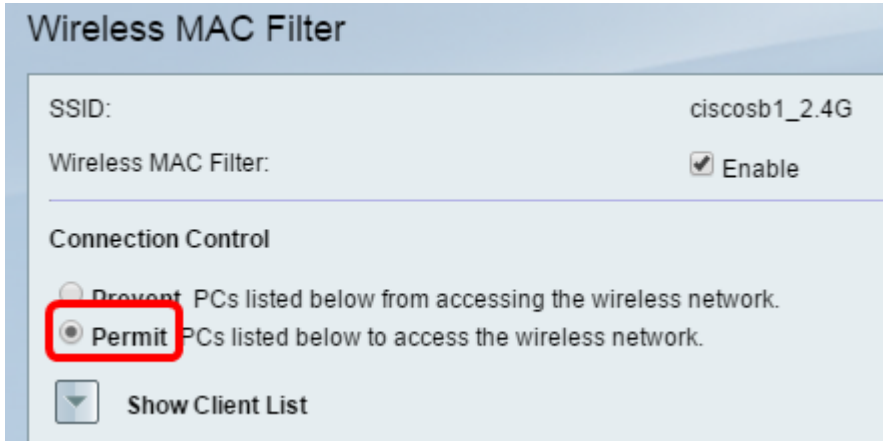 Wireless MAC Filter
SSID: ciscosb1_2.4G
Wireless MAC Filter: Enable
Connection Control
Prevent PCs listed below from accessing the wireless network.
Permit PCs listed below to access the wireless network.
Show Client List